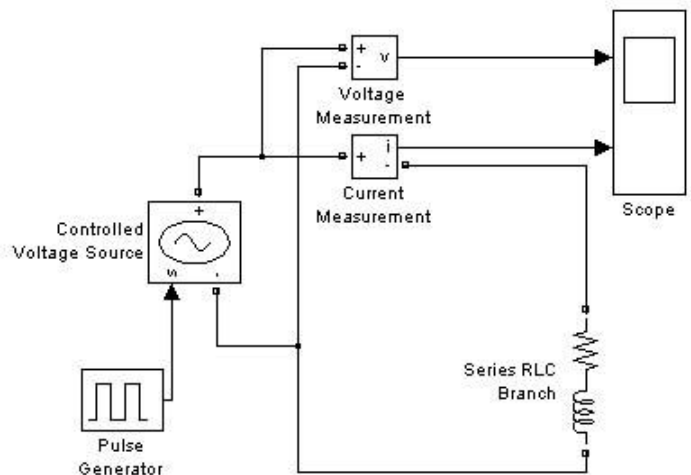 +
-
v
Voltage
Measurement
+
i
-
Current
Measurement
Scope
Controlled
Voltage Source
+
s
-
Series RLC
Branch
Pulse
Generator